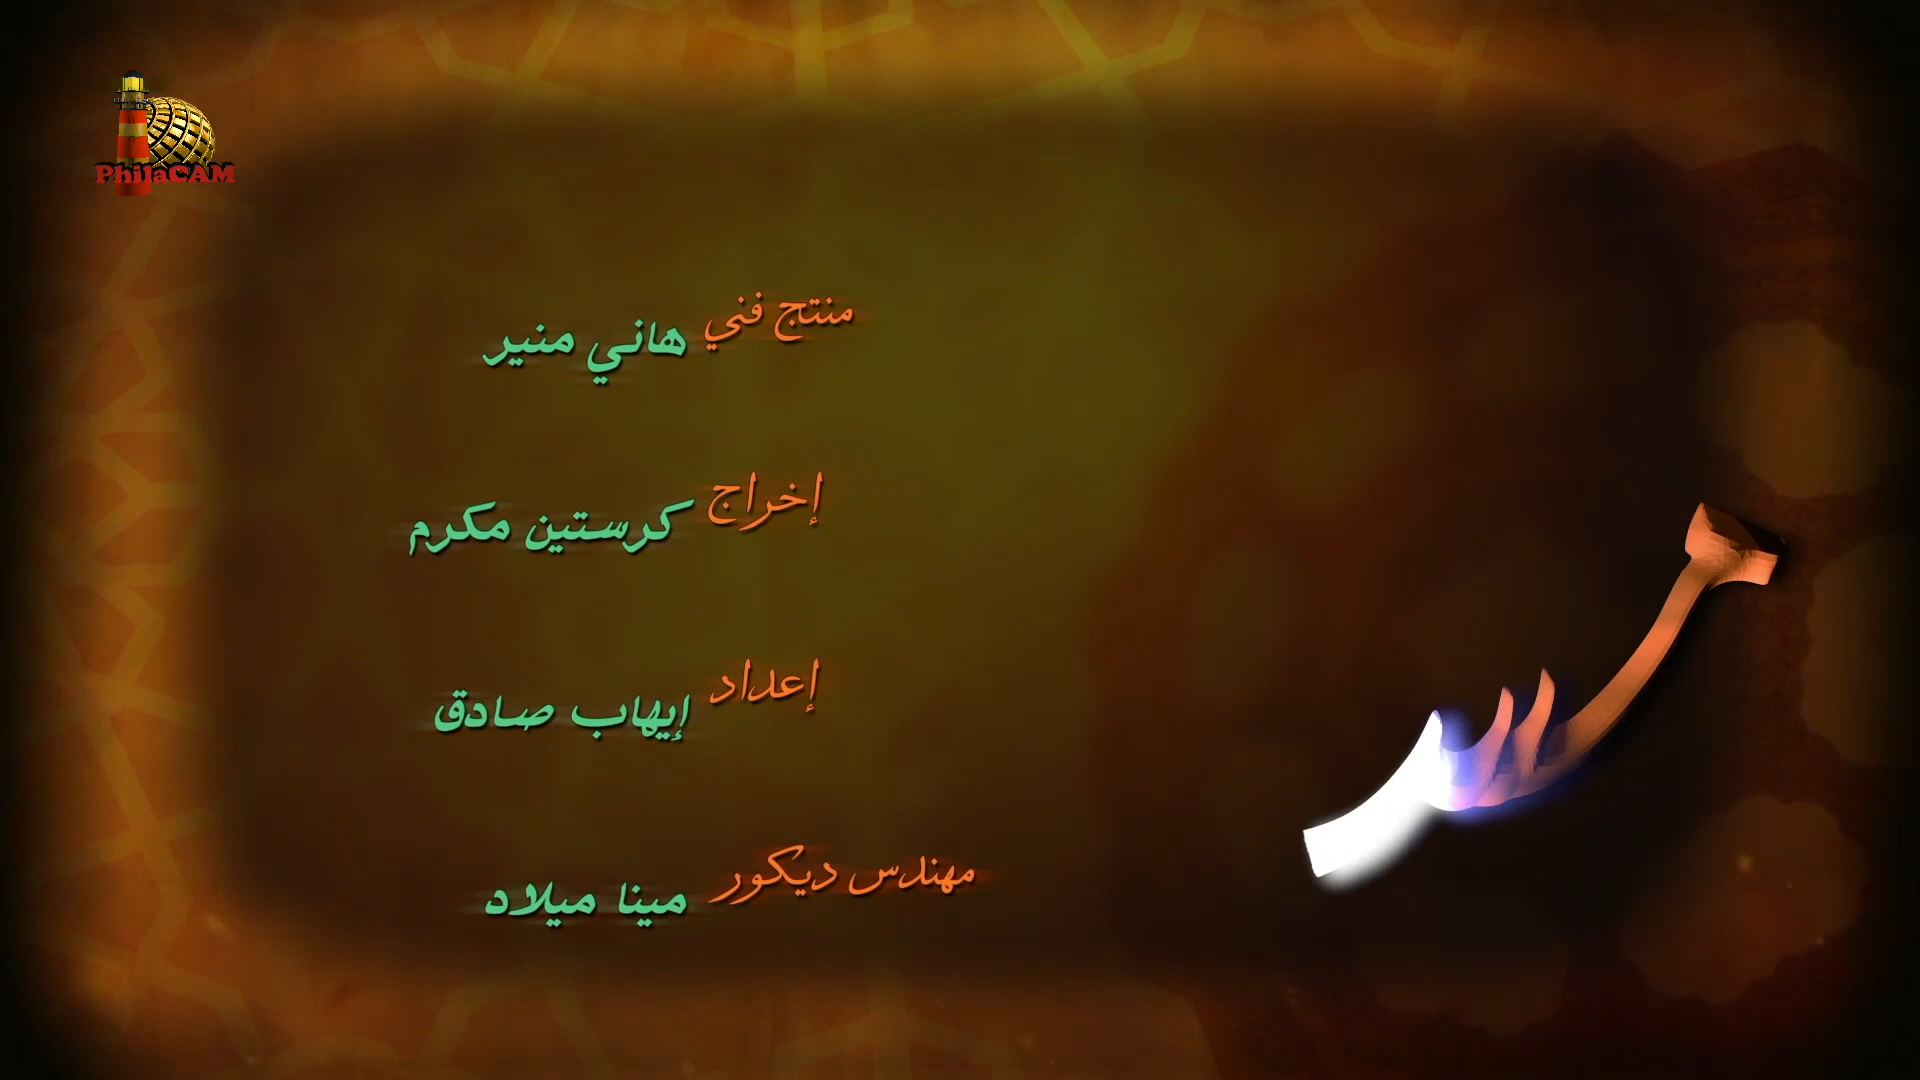 PhilaCAM
منتج فني
هاني منير
إخراج
كرستين مكرم
إعداد
إيهاب صادق
مهندس ديكور
مينا ميلاد